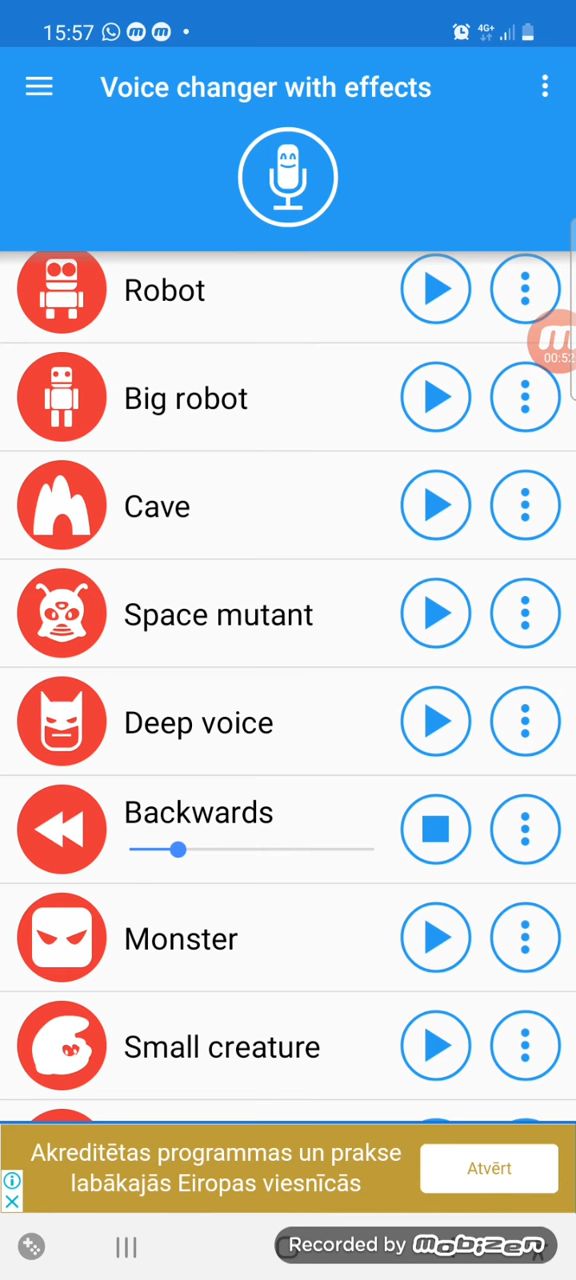 15:57
4G+
Voice changer with effects
Robot
00:52
Big robot
Cave
Space mutant
Deep voice
Backwards
Monster
Small creature
Akreditētas programmas un prakse
labākajās Eiropas viesnīcās
Atvērt
Recorded by mobizen